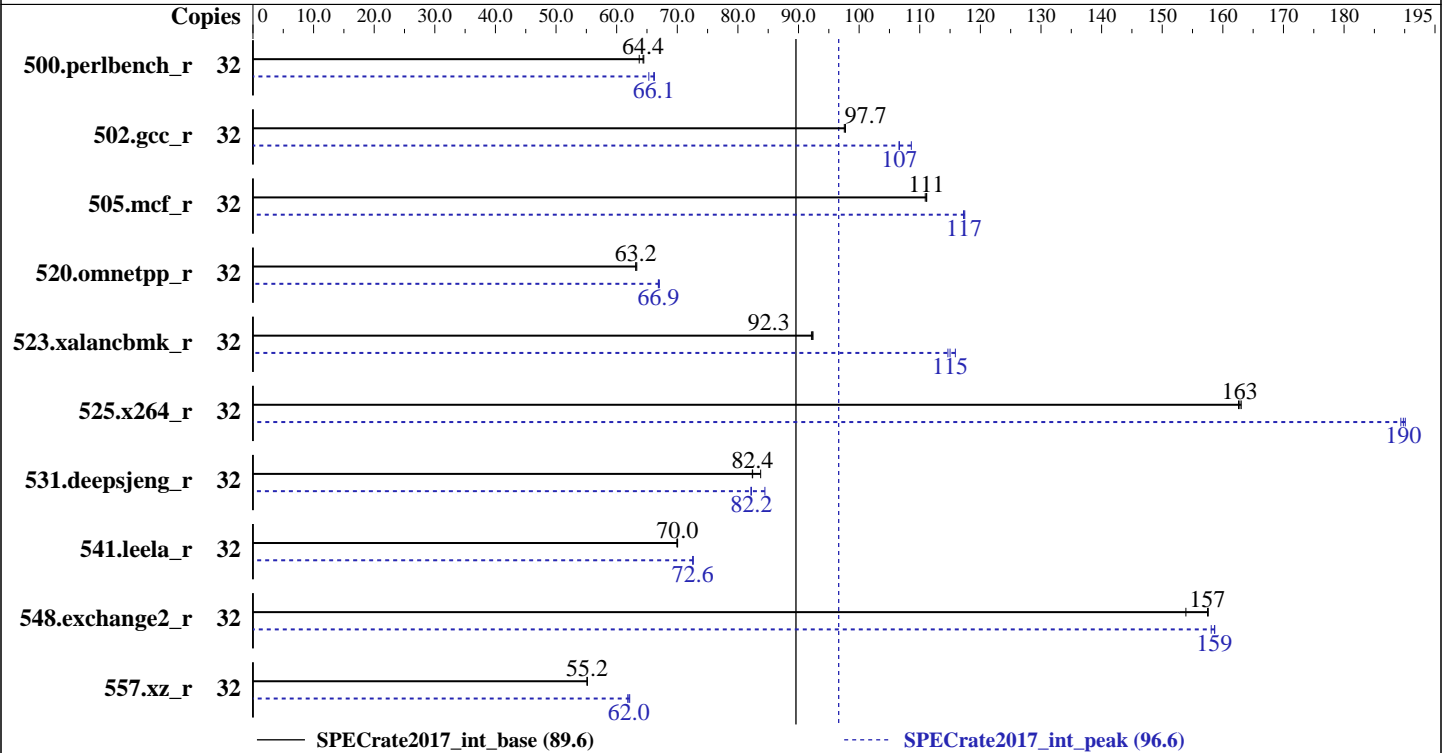 Copies 0 10.0 20.0 30.0 40.0 50.0 60.0 70.0 80.0 90.0 100 110 120 130 140 150 160 170 180 195
64.4
500.perlbench_r 32
66.1
97.7
502.gcc_r 32
107
111
505.mcf_r 32
117
63.2
520.omnetpp_r 32
66.9
92.3
523.xalancbmk_r 32
115
163
525.x264_r 32
190
82.4
531.deepsjeng_r 32
82.2
70.0
541.leela_r 32
72.6
157
548.exchange2_r 32
159
55.2
557.xz_r 32
62.0
SPECrate2017_int_base (89.6) SPECrate2017_int_peak (96.6)